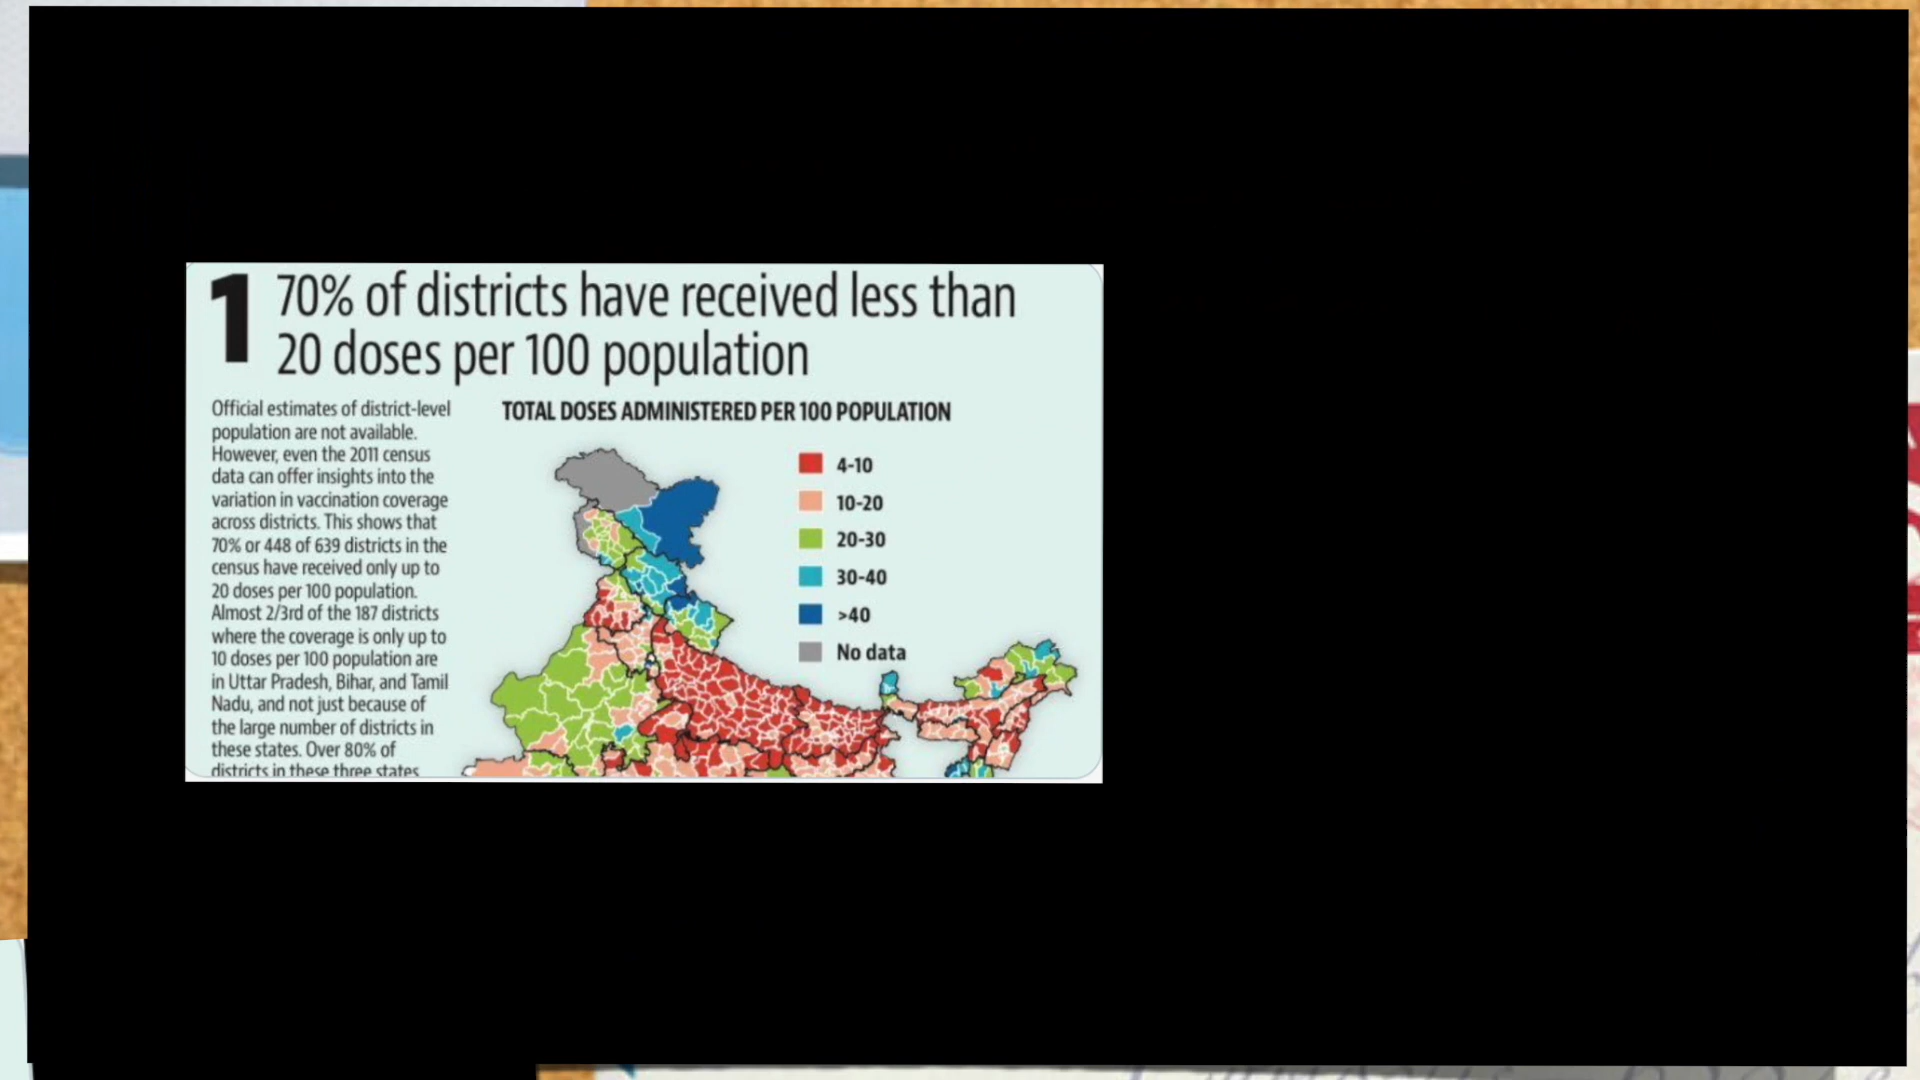 1 70% of districts have received less than
20 doses per 100 population
Official estimates of district-level
population are not available.
However, even the 2011 census
data can offer insights into the
variation in vaccination coverage
across districts. This shows that
70% or 448 of 639 districts in the
census have received only up to
20 doses per 100 population.
Almost 2/3rd of the 187 districts
where the coverage is only up to
10 doses per 100 population are
in Uttar Pradesh, Bihar, and Tamil
Nadu, and not just because of
the large number of districts in
these states. Over 80% of
districts in these three states
TOTAL DOSES ADMINISTERED PER 100 POPULATION
4-10
10-20
20-30
30-40
>40
No data